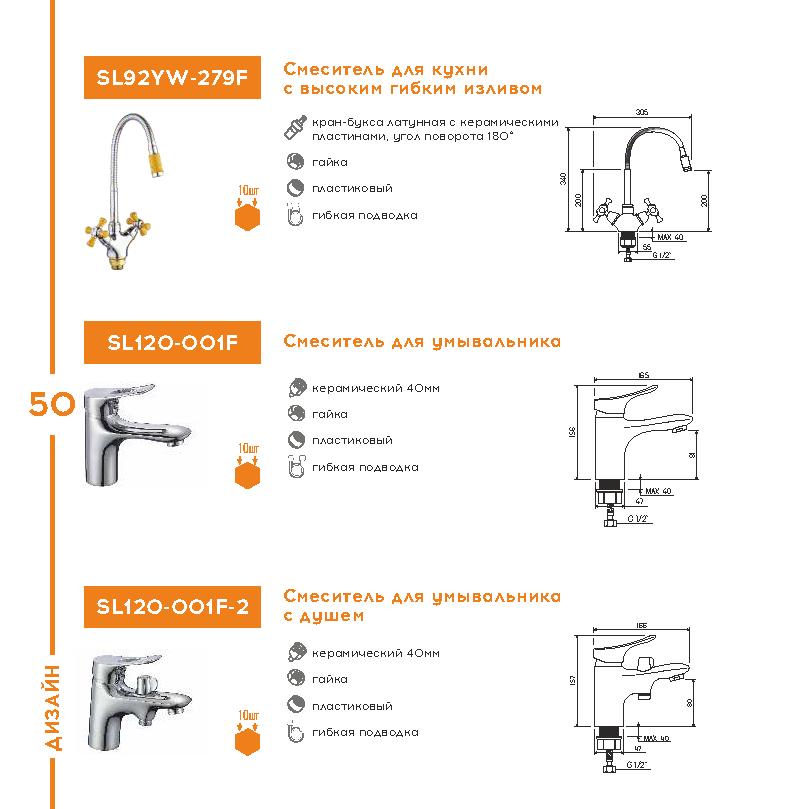 SL92YW-279F
Смеситель для кухни
с высоким гибким изливом
кран-букса латунная с керамическими
пластинами, угол поворота 180°
гайка
пластиковый
гибкая подводка
10шт
305
340
200
200
MAX 40
55
G 1/2"
SL120-001F
Смеситель для умывальника
керамический 40мм
гайка
пластиковый
гибкая подводка
10шт
165
156
81
MAX 40
47
G 1/2"
50
SL120-001F-2
Смеситель для умывальника
с душем
керамический 40мм
гайка
пластиковый
гибкая подводка
10шт
166
157
80
MAX 40
47
G 1/2"
ДИЗАЙН